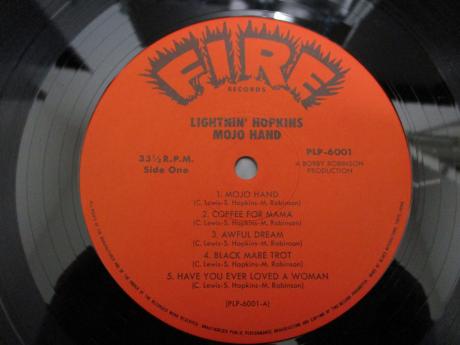 FIRE
RECORDS
LIGHTNIN' HOPKINS
MOJO HAND
33⅓ R.P.M.
Side One
PLP-6001
A BOBBY ROBINSON
PRODUCTION
1. MOJO HAND
(C. Lewis-S. Hopkins-M. Robinson)
2. COFFEE FOR MAMA
(C. Lewis-S. Hopkins-M. Robinson)
3. AWFUL DREAM
(C. Lewis-S. Hopkins-M. Robinson)
4. BLACK MARE TROT
(C. Lewis-S. Hopkins-M. Robinson)
5. HAVE YOU EVER LOVED A WOMAN
(C. Lewis-S. Hopkins-M. Robinson)
(PLP-6001-A)